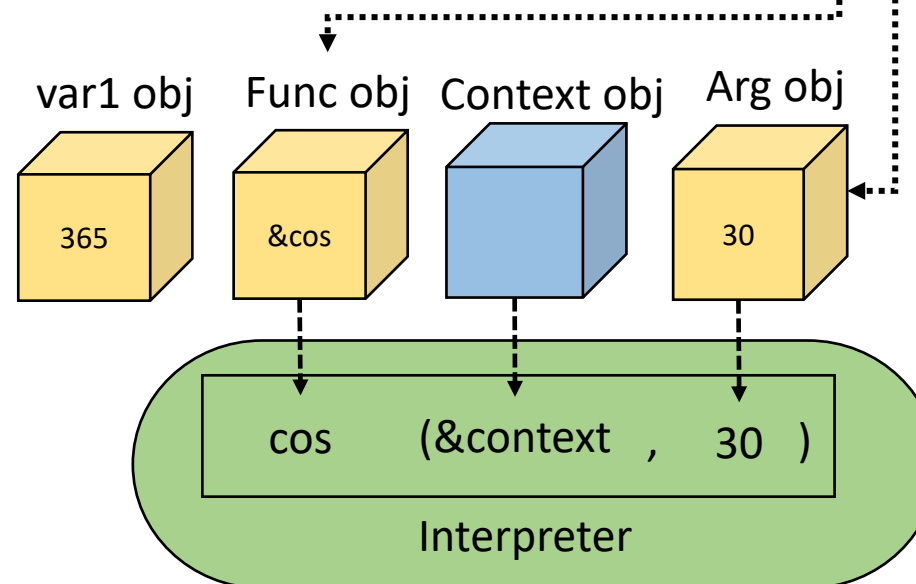 var1 obj Func obj Context obj Arg obj
365 &cos 30
cos (&context , 30 )
Interpreter